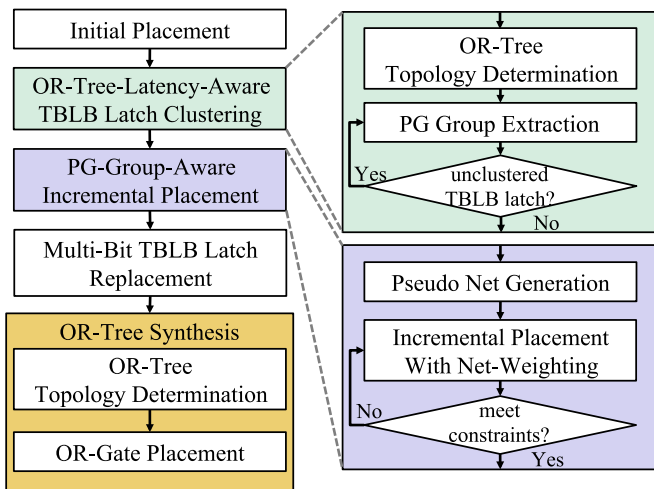 Initial Placement
OR-Tree-Latency-Aware
TBLB Latch Clustering
PG-Group-Aware
Incremental Placement
Multi-Bit TBLB Latch
Replacement
OR-Tree Synthesis
OR-Tree
Topology Determination
OR-Gate Placement
OR-Tree
Topology Determination
PG Group Extraction
unclustered
TBLB latch?
Yes
No
Pseudo Net Generation
Incremental Placement
With Net-Weighting
meet
constraints?
No
Yes